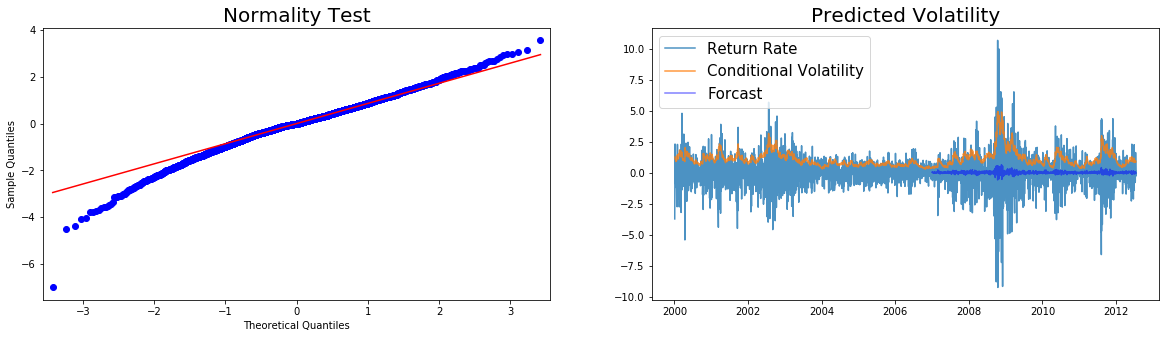 Normality Test
4
2
0
−2
−4
−6
Sample Quantiles
−3 −2 −1 0 1 2 3
Theoretical Quantiles
Predicted Volatility
Return Rate
Conditional Volatility
Forcast
10.0
7.5
5.0
2.5
0.0
−2.5
−5.0
−7.5
−10.0
2000 2002 2004 2006 2008 2010 2012